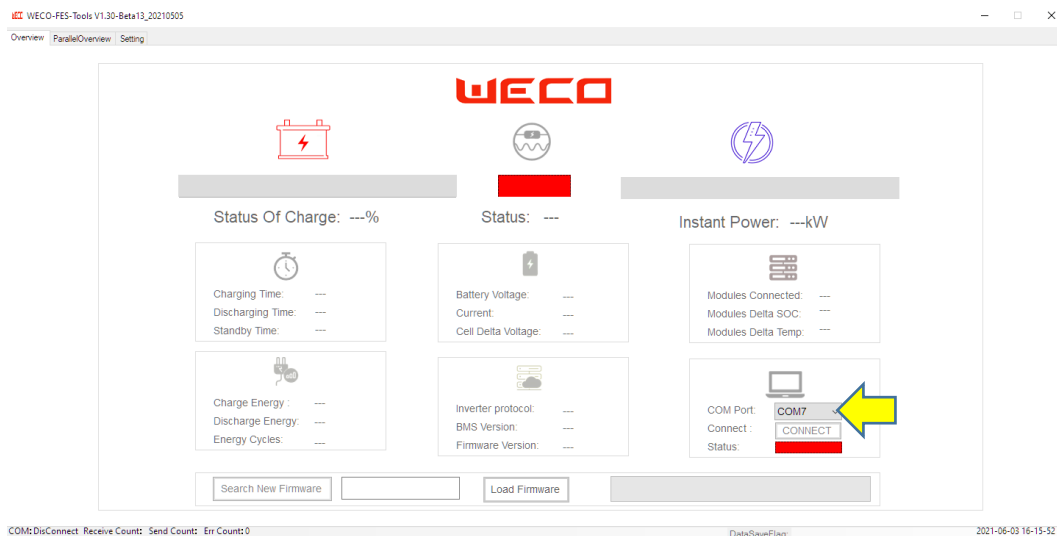 WECO WECO-FES-Tools V1.30-Beta13_20210505
Overview ParallelOverview Setting
WECO
Status Of Charge: ---%
Status: ---
Instant Power: ---kW
Charging Time: ---
Discharging Time: ---
Standby Time: ---
Battery Voltage: ---
Current: ---
Cell Delta Voltage: ---
Modules Connected: ---
Modules Delta SOC: ---
Modules Delta Temp: ---
Charge Energy : ---
Discharge Energy: ---
Energy Cycles: ---
Inverter protocol: ---
BMS Version: ---
Firmware Version: ---
COM Port: COM7
Connect : CONNECT
Status:
Search New Firmware Load Firmware
COM: DisConnect Receive Count: Send Count: Err Count: 0 DataSaveFlag: 2021-06-03 16-15-52